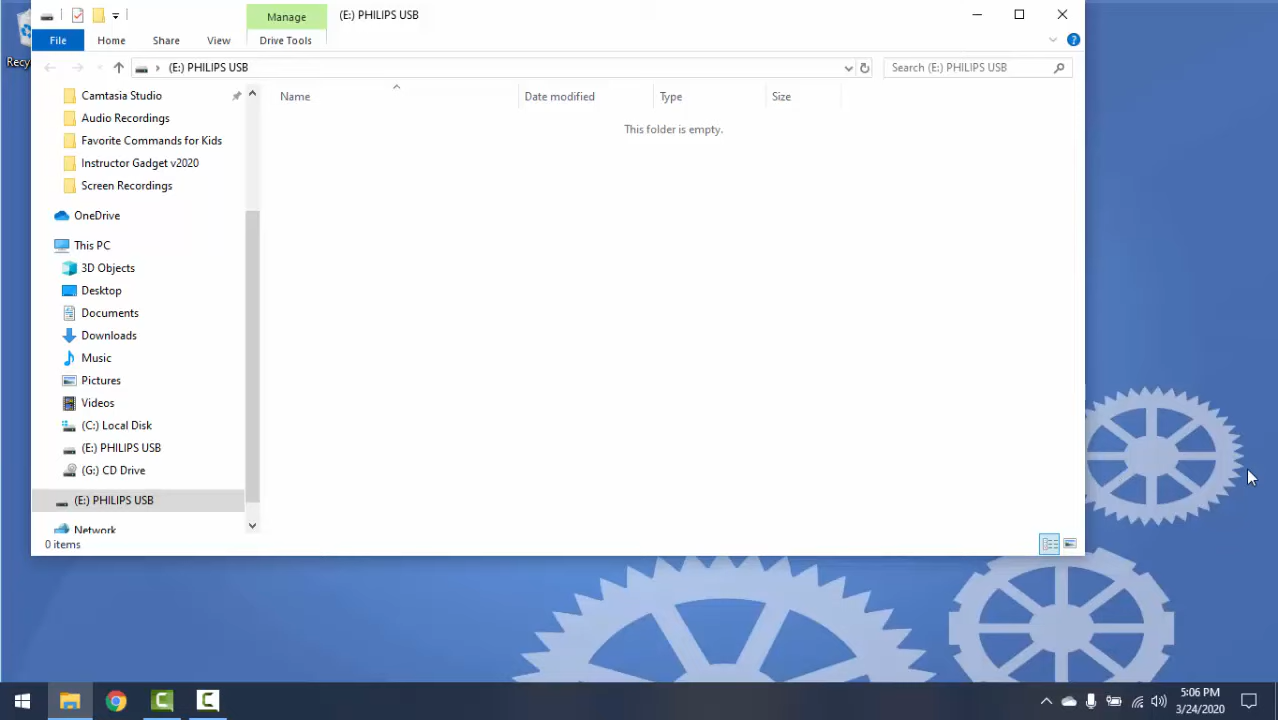 Manage
(E:) PHILIPS USB
File
Home
Share
View
Drive Tools
(E:) PHILIPS USB
Search (E:) PHILIPS USB
Name
Date modified
Type
Size
This folder is empty.
Camtasia Studio
Audio Recordings
Favorite Commands for Kids
Instructor Gadget v2020
Screen Recordings
OneDrive
This PC
3D Objects
Desktop
Documents
Downloads
Music
Pictures
Videos
(C:) Local Disk
(E:) PHILIPS USB
(G:) CD Drive
(E:) PHILIPS USB
Network
0 items
Recy
5:06 PM
3/24/2020